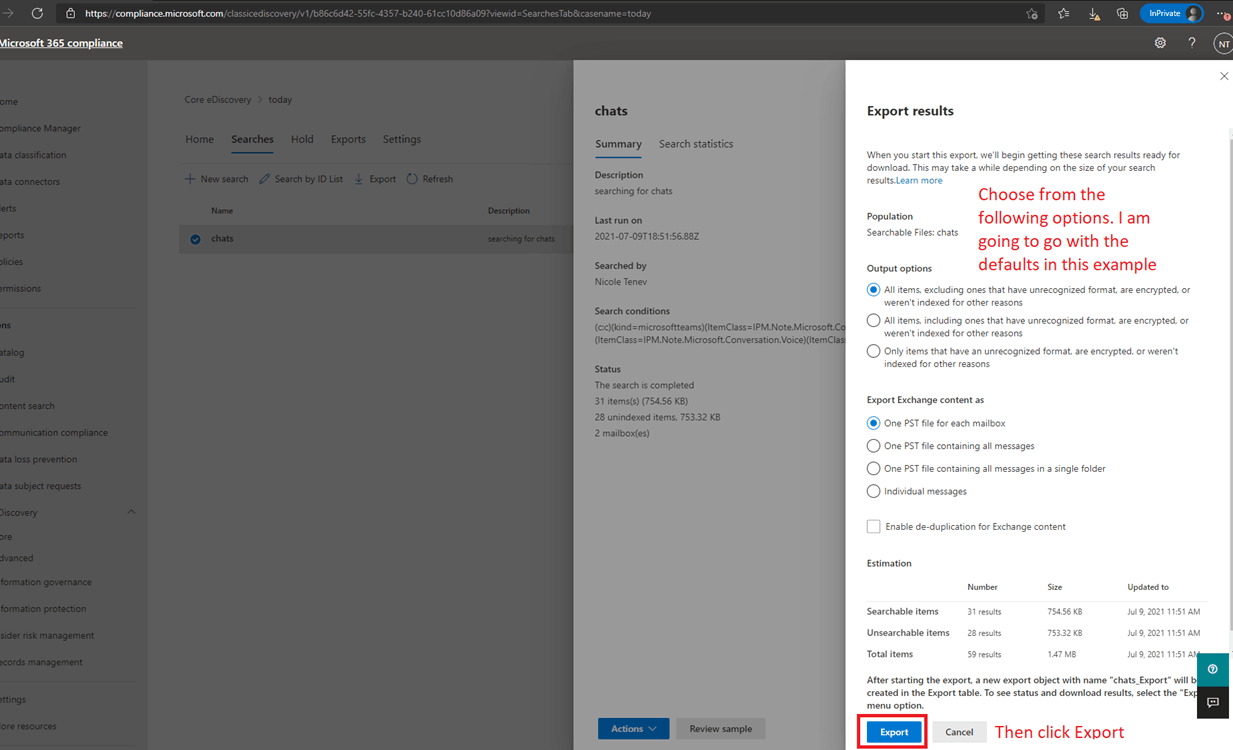 https://compliance.microsoft.com/classicediscovery/v1/b86c6d42-55fc-4357-b240-61cc10d86a09?viewid=SearchesTab&casename=today
InPrivate
Microsoft 365 compliance
NT
ome
ompliance Manager
ata classification
ata connectors
lerts
eports
olicies
ermissions
ons
atalog
udit
ontent search
ommunication compliance
ata loss prevention
ata subject requests
Discovery
ore
dvanced
formation governance
formation protection
sider risk management
ecords management
ettings
ore resources
Core eDiscovery > today
Home Searches Hold Exports Settings
New search Search by ID List Export Refresh
Name Description
chats searching for chats
chats
Summary Search statistics
Description
searching for chats
Last run on
2021-07-09T18:51:56.88Z
Searched by
Nicole Tenev
Search conditions
(c:c)(kind=microsoftteams)(ItemClass=IPM.Note.Microsoft.Co
(ItemClass=IPM.Note.Microsoft.Conversation.Voice)(ItemClas
Status
The search is completed
31 items(s) (754.56 KB)
28 unindexed items, 753.32 KB
2 mailbox(es)
Actions Review sample
Export results
When you start this export, we'll begin getting these search results ready for
download. This may take a while depending on the size of your search
results.Learn more
Choose from the
following options. I am
going to go with the
defaults in this example
Population
Searchable Files: chats
Output options
All items, excluding ones that have unrecognized format, are encrypted, or
weren't indexed for other reasons
All items, including ones that have unrecognized format, are encrypted, or
weren't indexed for other reasons
Only items that have an unrecognized format, are encrypted, or weren't
indexed for other reasons
Export Exchange content as
One PST file for each mailbox
One PST file containing all messages
One PST file containing all messages in a single folder
Individual messages
Enable de-duplication for Exchange content
Estimation
Number Size Updated to
Searchable items 31 results 754.56 KB Jul 9, 2021 11:51 AM
Unsearchable items 28 results 753.32 KB Jul 9, 2021 11:51 AM
Total items 59 results 1.47 MB Jul 9, 2021 11:51 AM
After starting the export, a new export object with name "chats_Export" will b
created in the Export table. To see status and download results, select the "Exp
menu option.
Export Cancel Then click Export